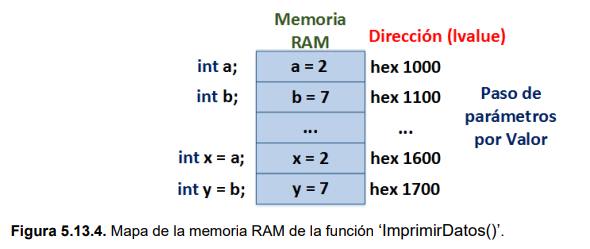 Memoria
RAM
Dirección (lvalue)
int a; a = 2 hex 1000
int b; b = 7 hex 1100
... ...
int x = a; x = 2 hex 1600
int y = b; y = 7 hex 1700
Paso de
parámetros
por Valor
Figura 5.13.4. Mapa de la memoria RAM de la función ‘ImprimirDatos()’.